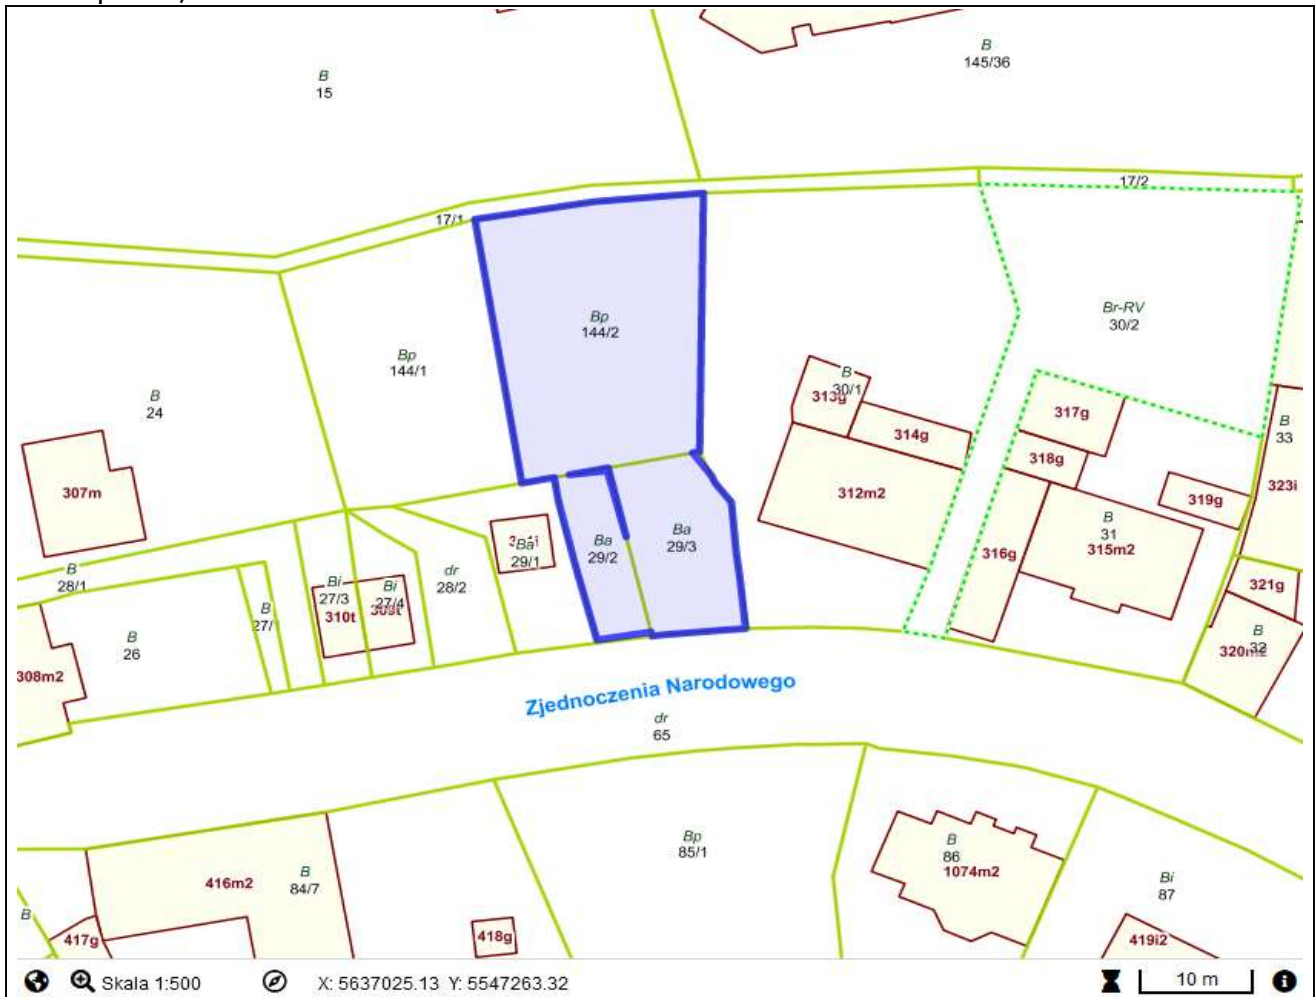 B
15
B
145/36
17/1
17/2
Bp
144/2
Br-RV
30/2
Bp
144/1
B
24
B
30/1
313g
314g
317g
318g
B
33
323i
307m
312m2
319g
B
31
315m2
316g
Ba
29/1
Ba
29/2
Ba
29/3
dr
28/2
B
28/1
Bi
27/3
310t
Bi
27/4
B
B
26
321g
B
32
308m2
Zjednoczenia Narodowego
dr
65
Bp
85/1
B
86
1074m2
416m2
B
84/7
Bi
87
B
417g
418g
419i2
Skala 1:500
X: 5637025.13 Y: 5547263.32
10 m